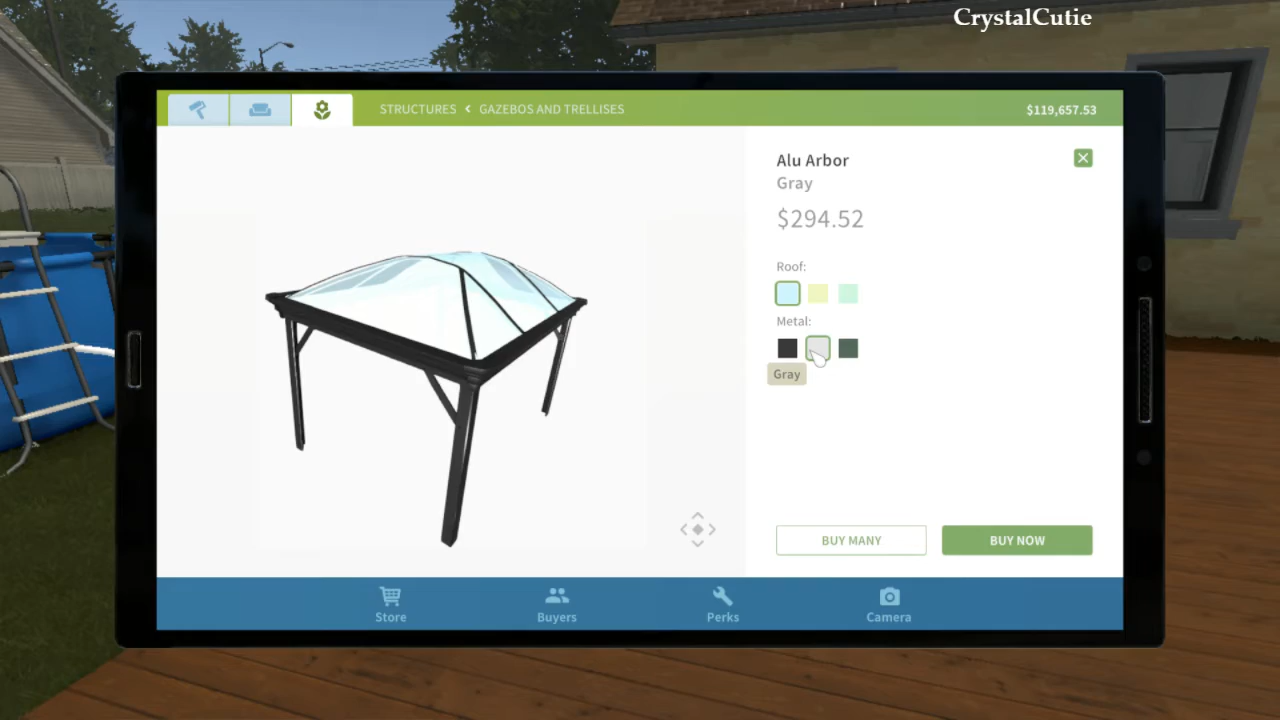 CrystalCutie
STRUCTURES < GAZEBOS AND TRELLISES
$119,657.53
Alu Arbor
Gray
$294.52
Roof:
Metal:
Gray
BUY MANY
BUY NOW
Store
Buyers
Perks
Camera